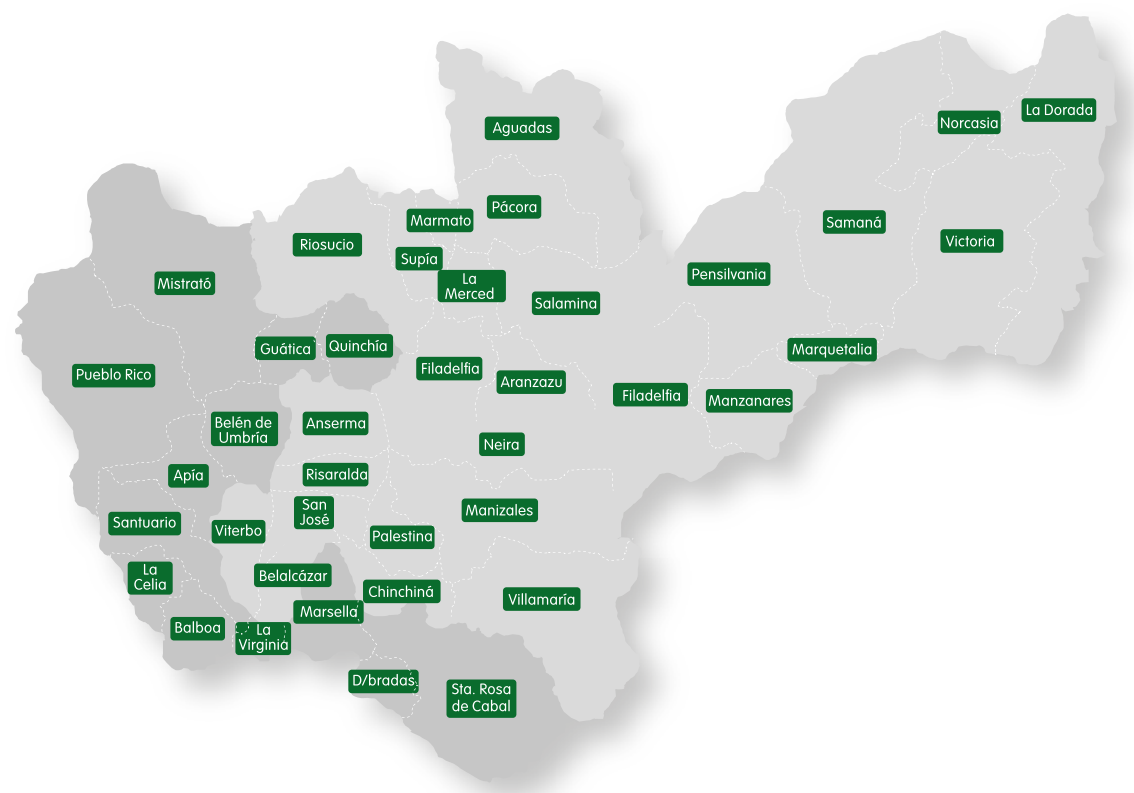 La Dorada
Norcasia
Aguadas
Pácora
Marmato
Samaná
Victoria
Riosucio
Supía
La
Merced
Pensilvania
Mistrató
Salamina
Guática
Quinchía
Marquetalia
Pueblo Rico
Filadelfia
Aranzazu
Filadelfia
Manzanares
Belén de
Umbría
Anserma
Neira
Apía
Risaralda
San
José
Manizales
Santuario
Viterbo
Palestina
La
Celia
Belalcázar
Chinchiná
Villamaría
Marsella
Balboa
La
Virginia
D/bradas
Sta. Rosa
de Cabal